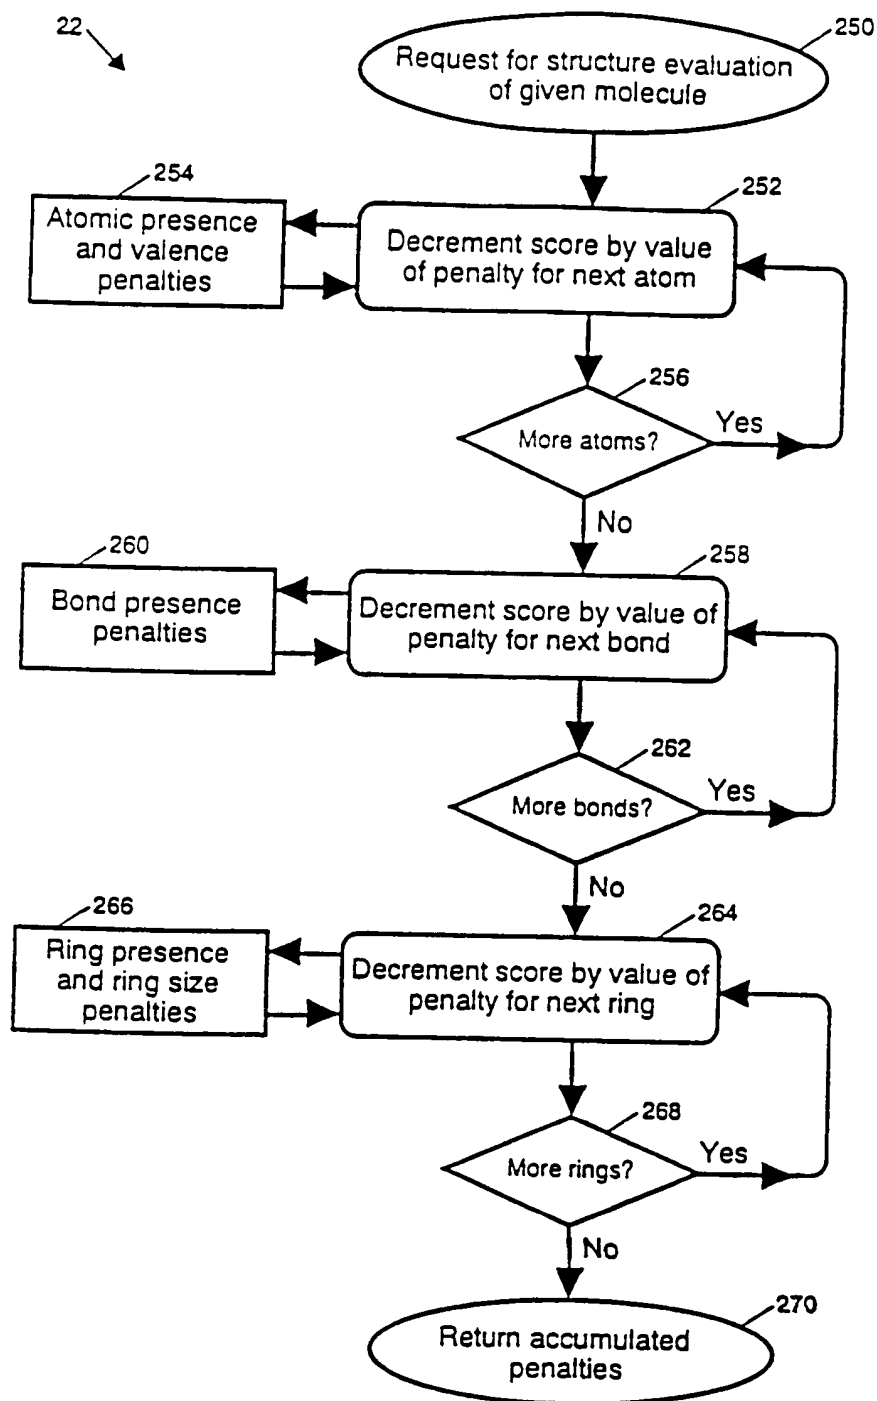 22
250
Request for structure evaluation
of given molecule
254
252
Atomic presence
and valence
penalties
Decrement score by value
of penalty for next atom
256
More atoms?
Yes
No
260
258
Bond presence
penalties
Decrement score by value of
penalty for next bond
262
More bonds?
Yes
No
266
264
Ring presence
and ring size
penalties
Decrement score by value of
penalty for next ring
268
More rings?
Yes
No
270
Return accumulated
penalties